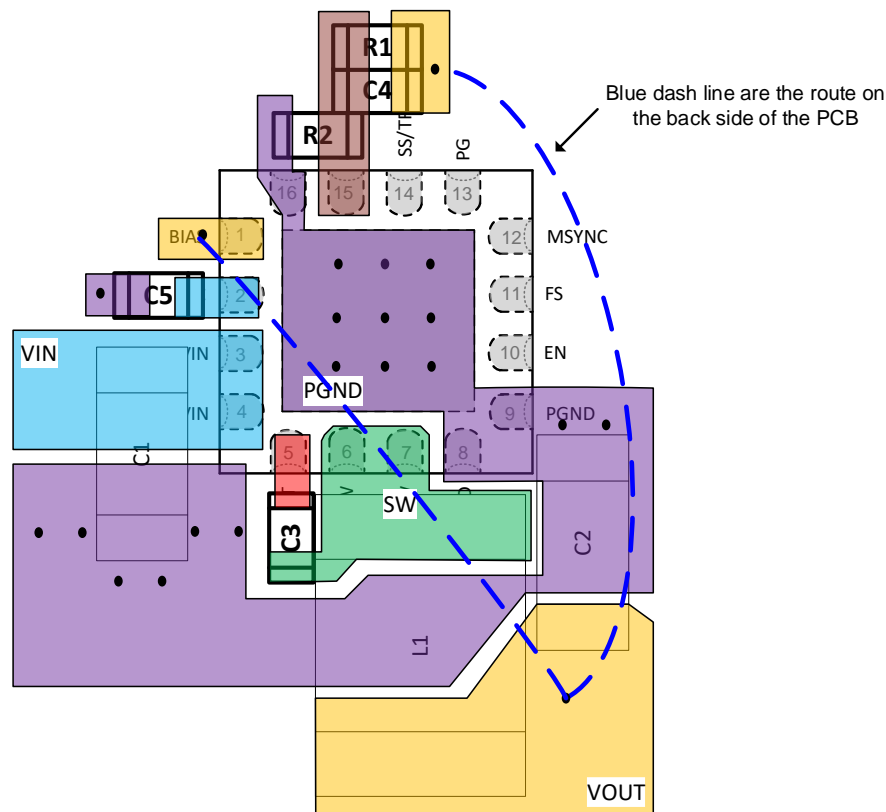 R1
C4
R2
SS/TR
PG
Blue dash line are the route on
the back side of the PCB
16
15
14
13
BIAS
1
12
MSYNC
C5
2
11
FS
VIN
VIN
3
10
EN
PGND
VIN
4
9
PGND
C1
5
6
7
8
SW
C3
C2
L1
VOUT